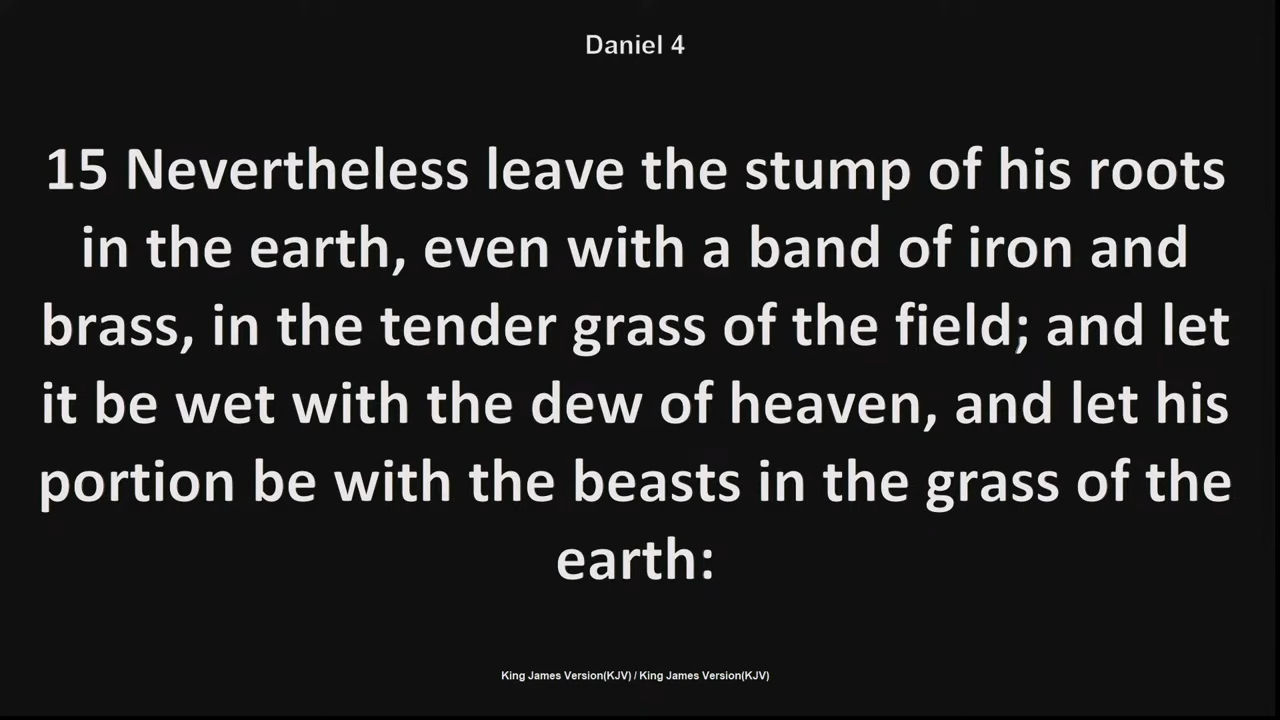 Daniel 4
15 Nevertheless leave the stump of his roots
in the earth, even with a band of iron and
brass, in the tender grass of the field; and let
it be wet with the dew of heaven, and let his
portion be with the beasts in the grass of the
earth:
King James Version(KJV) / King James Version(KJV)